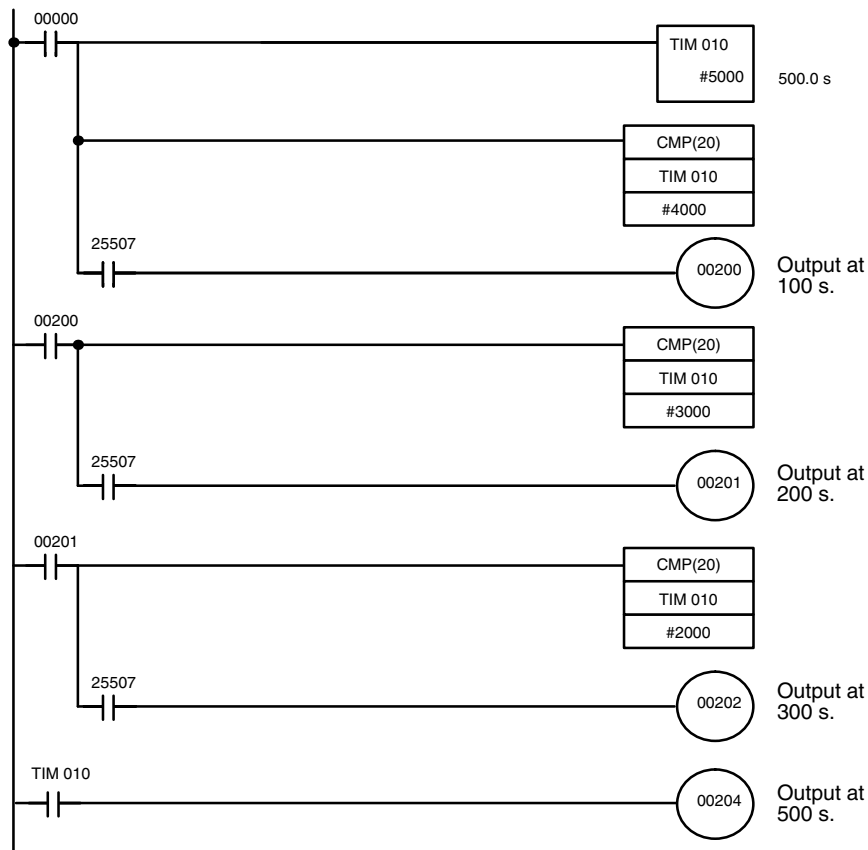 00000
TIM 010
#5000
500.0 s
CMP(20)
TIM 010
#4000
25507
00200
Output at
100 s.
00200
CMP(20)
TIM 010
#3000
25507
00201
Output at
200 s.
00201
CMP(20)
TIM 010
#2000
25507
00202
Output at
300 s.
TIM 010
00204
Output at
500 s.